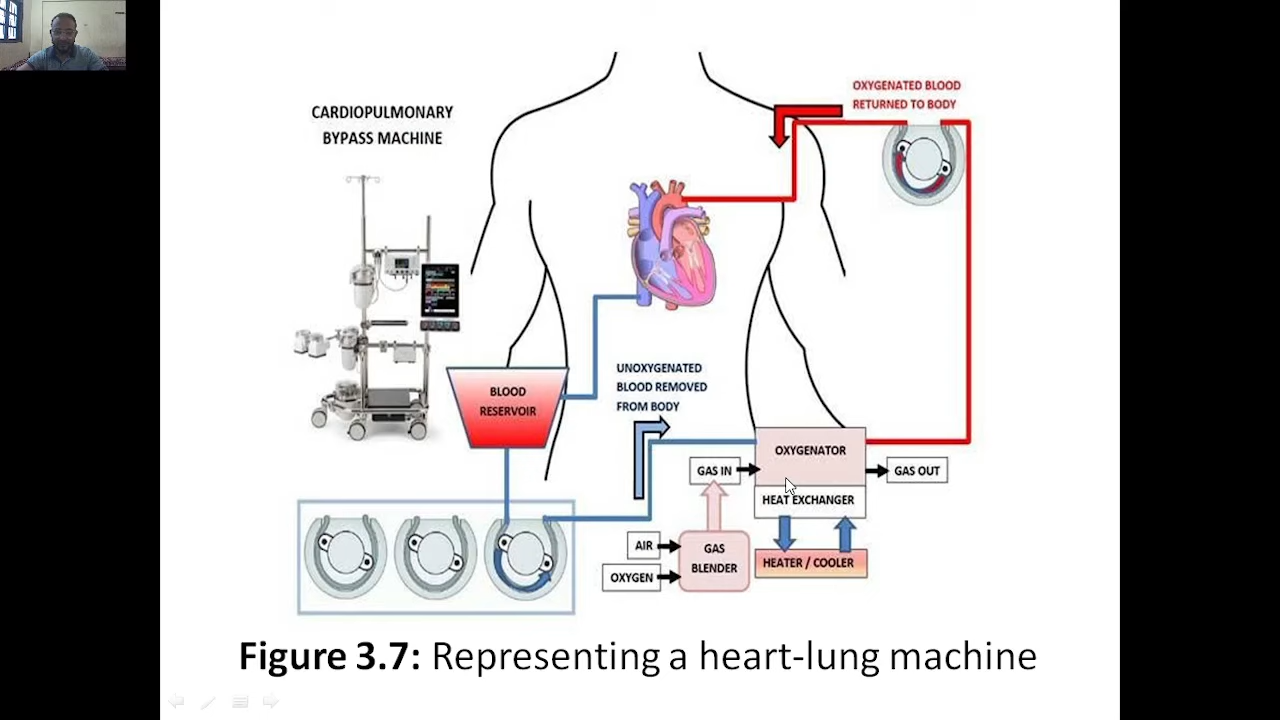 CARDIOPULMONARY
BYPASS MACHINE
OXYGENATED BLOOD
RETURNED TO BODY
BLOOD
RESERVOIR
UNOXYGENATED
BLOOD REMOVED
FROM BODY
OXYGENATOR
GAS IN
GAS OUT
HEAT EXCHANGER
AIR
OXYGEN
GAS
BLENDER
HEATER / COOLER
Figure 3.7: Representing a heart-lung machine